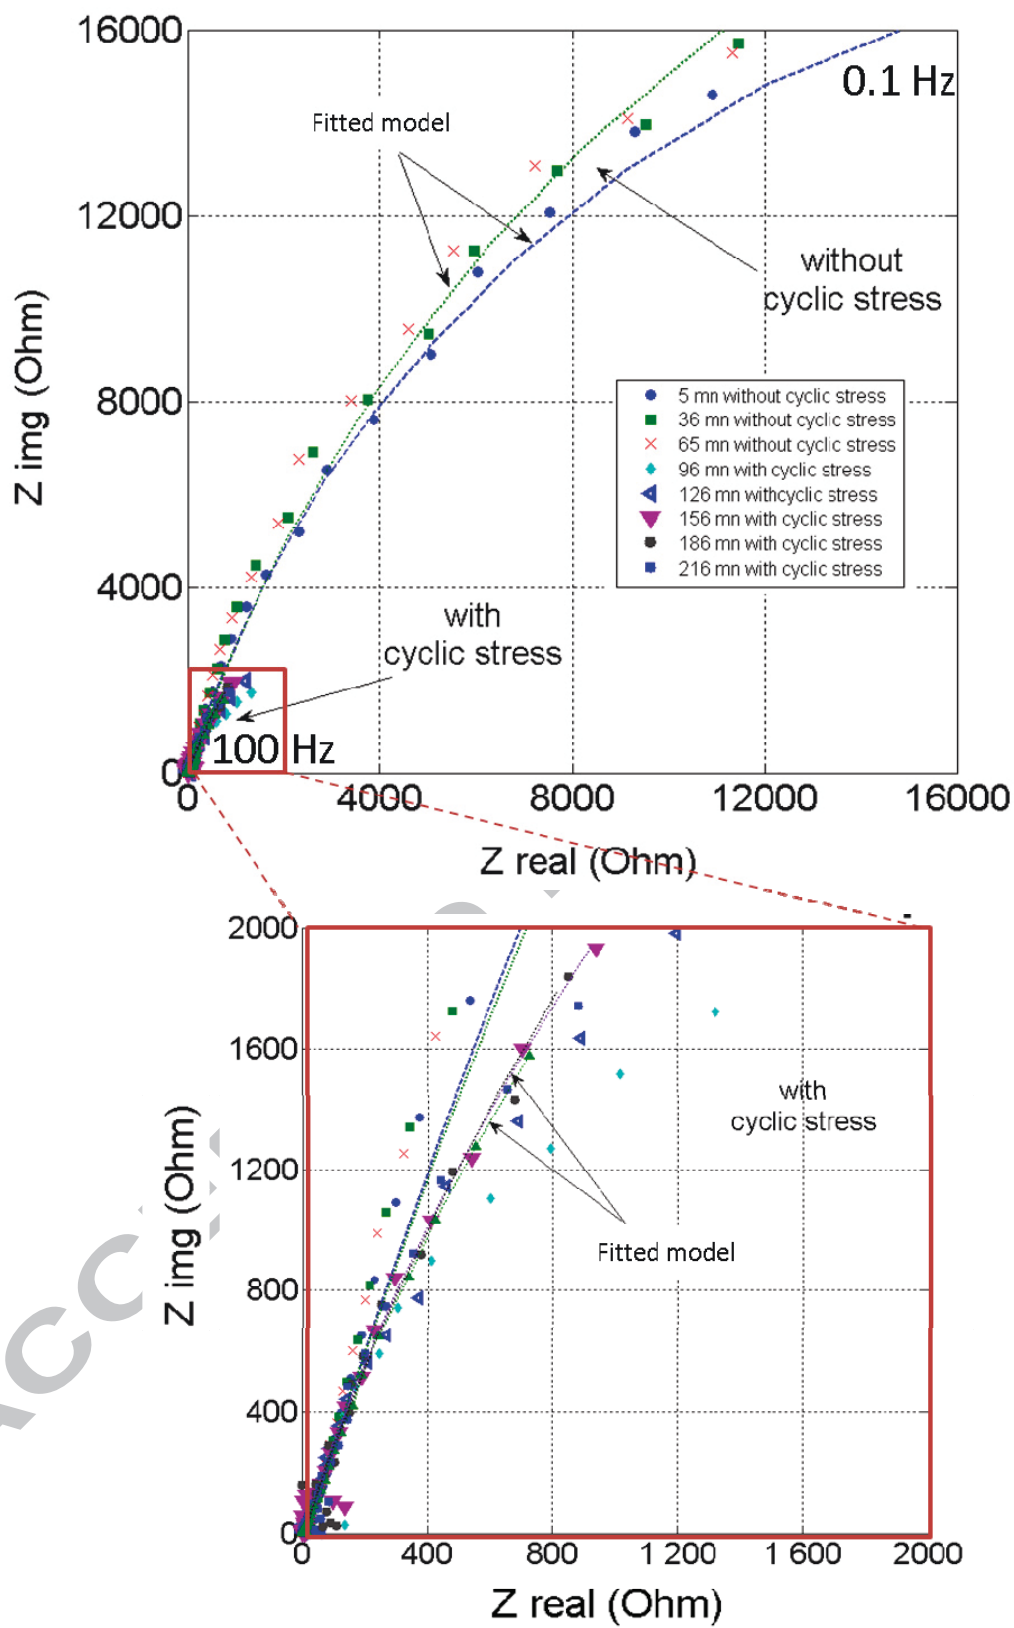 16000
0.1 Hz
Fitted model
12000
without
cyclic stress
Z img (Ohm)
8000
5 mn without cyclic stress
36 mn without cyclic stress
65 mn without cyclic stress
96 mn with cyclic stress
126 mn withcyclic stress
156 mn with cyclic stress
186 mn with cyclic stress
216 mn with cyclic stress
4000
with
cyclic stress
100 Hz
0
0 4000 8000 12000 16000
Z real (Ohm)
2000
1600
with
cyclic stress
1200
Z img (Ohm)
Fitted model
800
400
0
0 400 800 1 200 1 600 2000
Z real (Ohm)
ACC